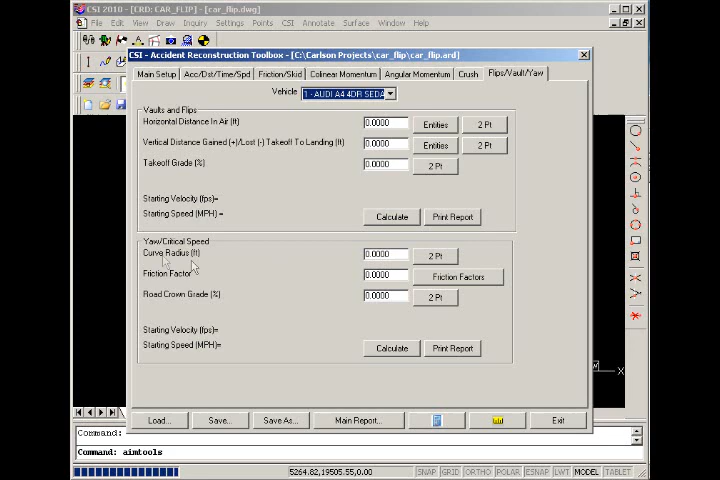 CSI 2010 - [CRD: CAR_FLIP] - [car_flip.dwg]
File Edit View Draw Inquiry Settings Points CSI Annotate Survey Window Help
CSI - Accident Reconstruction Toolbox - [C:\Carlson Projects\car_flip\car_flip.ard]
Main Setup Acc/Dst/Time/Spd Friction/Skid Colinear Momentum Angular Momentum Crush Flips/Vault/Yaw
Vehicle 1 - AUDI A4 4DR SEDA
Vaults and Flips
Horizontal Distance In Air (ft) 0.0000 Entities 2 Pt
Vertical Distance Gained (+)/Lost (-) Takeoff To Landing (ft) 0.0000 Entities 2 Pt
Takeoff Grade (%) 0.0000 2 Pt
Starting Velocity (fps)=
Starting Speed (MPH) = Calculate Print Report
Yaw/Critical Speed
Curve Radius (ft) 0.0000 2 Pt
Friction Factor 0.0000 Friction Factors
Road Crown Grade (%) 0.0000 2 Pt
Starting Velocity (fps)=
Starting Speed (MPH)= Calculate Print Report
X
Load... Save... Save As... Main Report... Exit
Command:
Command: aimtools
5264.82,19505.55,0.00 SNAP GRID ORTHO POLAR ESNAP LWT MODEL TABLET